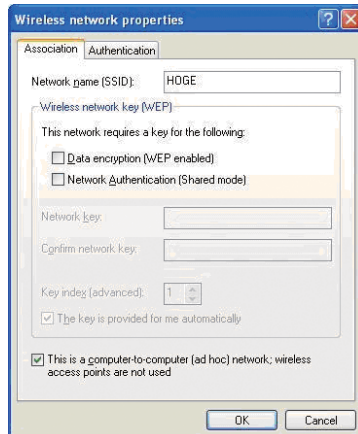 Wireless network properties
Association
Authentication
Network name (SSID):
HOGE
Wireless network key (WEP)
This network requires a key for the following:
Data encryption (WEP enabled)
Network Authentication (Shared mode)
Network key:
Confirm network key:
Key index (advanced):
1
The key is provided for me automatically
This is a computer-to-computer (ad hoc) network; wireless
access points are not used
OK
Cancel